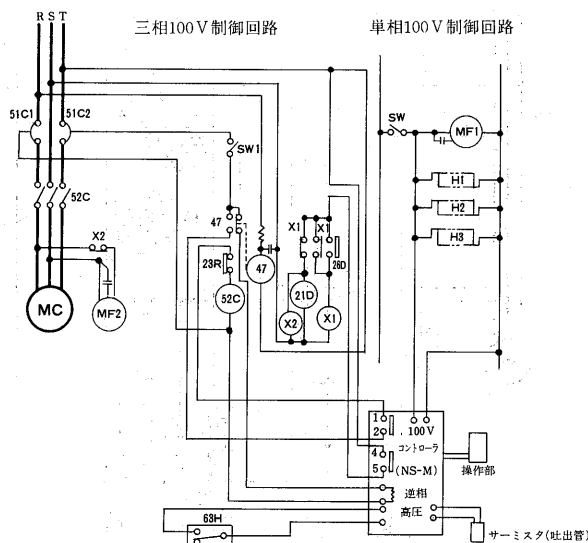 三相100V制御回路
単相100V制御回路
R S T
51C1
51C2
SW1
SW
MF1
H1
H2
H3
52C
X2
47
23R
52C
47
X1
X1
26D
21D
X2
X1
MC
MF2
1
2
100V
コントローラ
4
5
(NS-M)
操作部
逆相
高圧
63H
サーミスタ(吐出管)